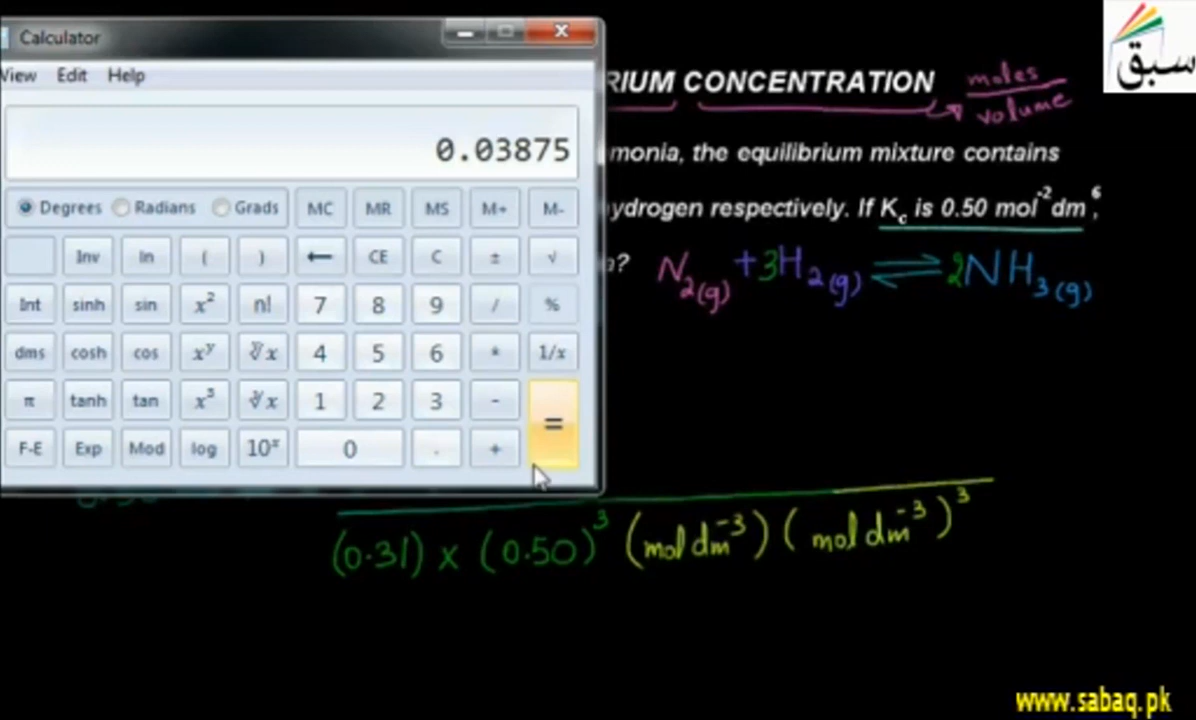 Calculator
View Edit Help
0.03875
Degrees Radians Grads MC MR MS M+ M-
Inv ln ( ) ← CE C ± √
Int sinh sin x² n! 7 8 9 / %
dms cosh cos xʸ ʸ√x 4 5 6 * 1/x
π tanh tan x³ ³√x 1 2 3 - =
F-E Exp Mod log 10ˣ 0 . +
سبق
RIUM CONCENTRATION moles
volume
monia, the equilibrium mixture contains
ydrogen respectively. If Kc is 0.50 mol⁻²dm⁶,
? N₂(g) + 3H₂(g) ⇌ 2NH₃(g)
(0.31) x (0.50)³ (mol dm⁻³) (mol dm⁻³)³
www.sabaq.pk